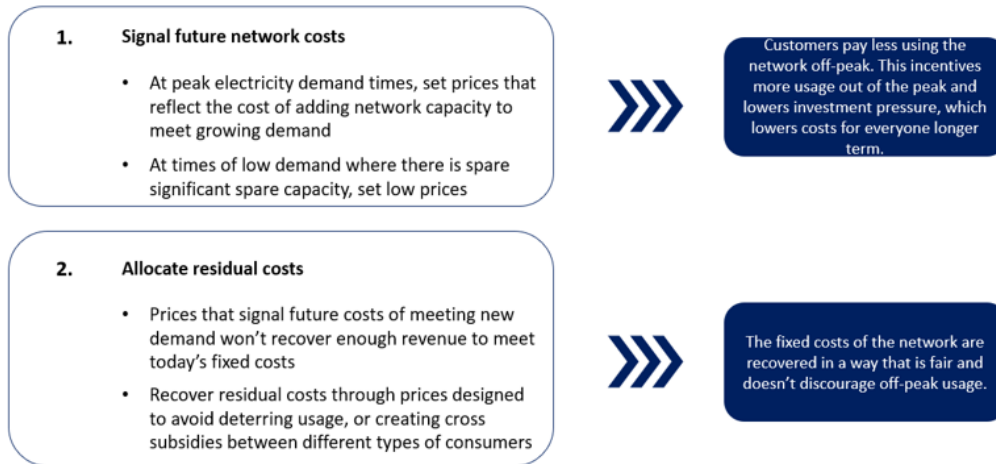 1. Signal future network costs
• At peak electricity demand times, set prices that
reflect the cost of adding network capacity to
meet growing demand
• At times of low demand where there is spare
significant spare capacity, set low prices
Customers pay less using the
network off-peak. This incentives
more usage out of the peak and
lowers investment pressure, which
lowers costs for everyone longer
term.
2. Allocate residual costs
• Prices that signal future costs of meeting new
demand won’t recover enough revenue to meet
today’s fixed costs
• Recover residual costs through prices designed
to avoid deterring usage, or creating cross
subsidies between different types of consumers
The fixed costs of the network are
recovered in a way that is fair and
doesn’t discourage off-peak usage.